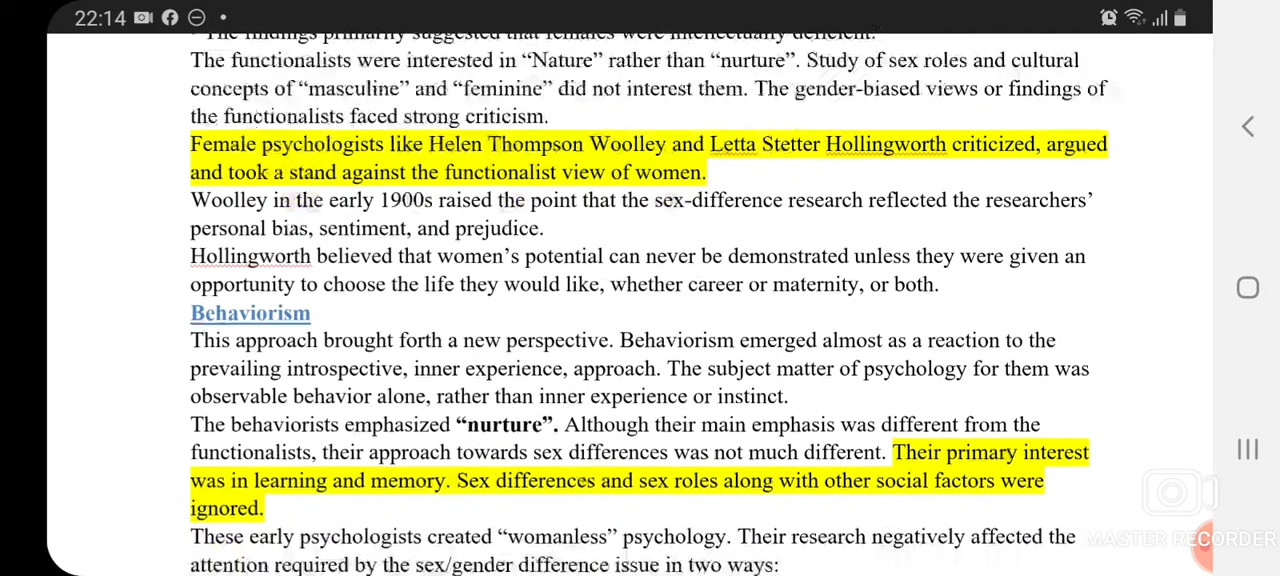 22:14
The findings primarily suggested that females were intellectually deficient.
The functionalists were interested in “Nature” rather than “nurture”. Study of sex roles and cultural
concepts of “masculine” and “feminine” did not interest them. The gender-biased views or findings of
the functionalists faced strong criticism.
Female psychologists like Helen Thompson Woolley and Letta Stetter Hollingworth criticized, argued
and took a stand against the functionalist view of women.
Woolley in the early 1900s raised the point that the sex-difference research reflected the researchers’
personal bias, sentiment, and prejudice.
Hollingworth believed that women’s potential can never be demonstrated unless they were given an
opportunity to choose the life they would like, whether career or maternity, or both.
Behaviorism
This approach brought forth a new perspective. Behaviorism emerged almost as a reaction to the
prevailing introspective, inner experience, approach. The subject matter of psychology for them was
observable behavior alone, rather than inner experience or instinct.
The behaviorists emphasized “nurture”. Although their main emphasis was different from the
functionalists, their approach towards sex differences was not much different. Their primary interest
was in learning and memory. Sex differences and sex roles along with other social factors were
ignored.
These early psychologists created “womanless” psychology. Their research negatively affected the
attention required by the sex/gender difference issue in two ways:
MASTER RECORDER